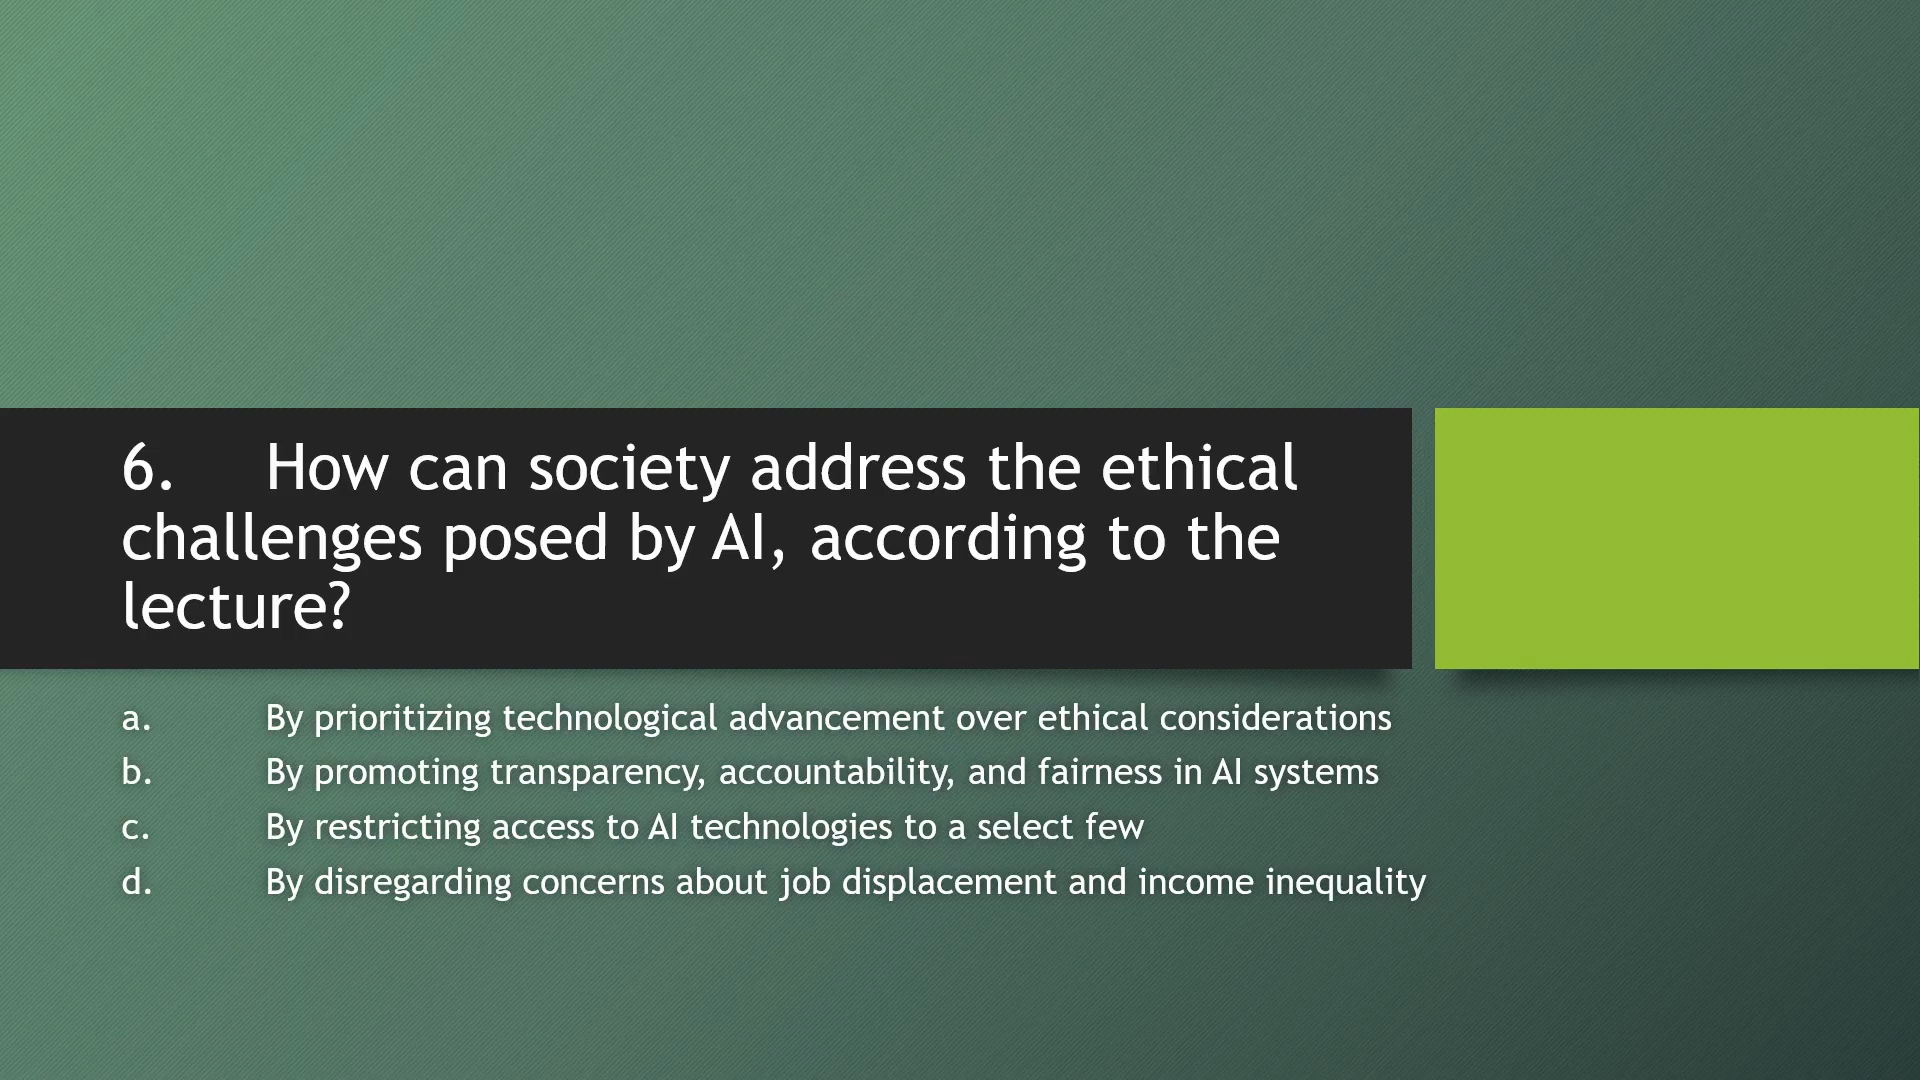 6. How can society address the ethical
challenges posed by AI, according to the
lecture?
a. By prioritizing technological advancement over ethical considerations
b. By promoting transparency, accountability, and fairness in AI systems
c. By restricting access to AI technologies to a select few
d. By disregarding concerns about job displacement and income inequality